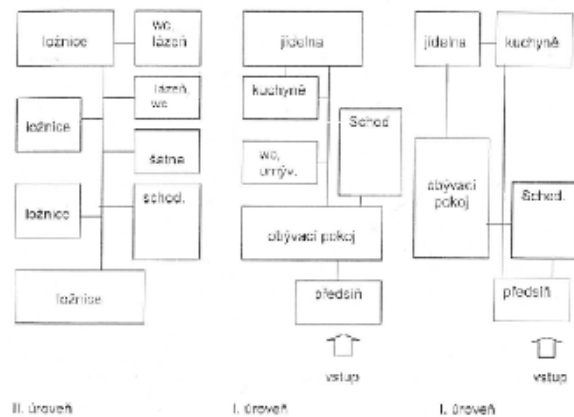 ložnice
wc,
lázeň
lázeň,
wc
ložnice
šatna
ložnice
schod.
ložnice
II. úroveň
jídelna
kuchyně
Schod
wc,
umýv.
obývací pokoj
předsíň
vstup
I. úroveň
jídelna
kuchyně
obývací
pokoj
Schod.
předsíň
vstup
I. úroveň